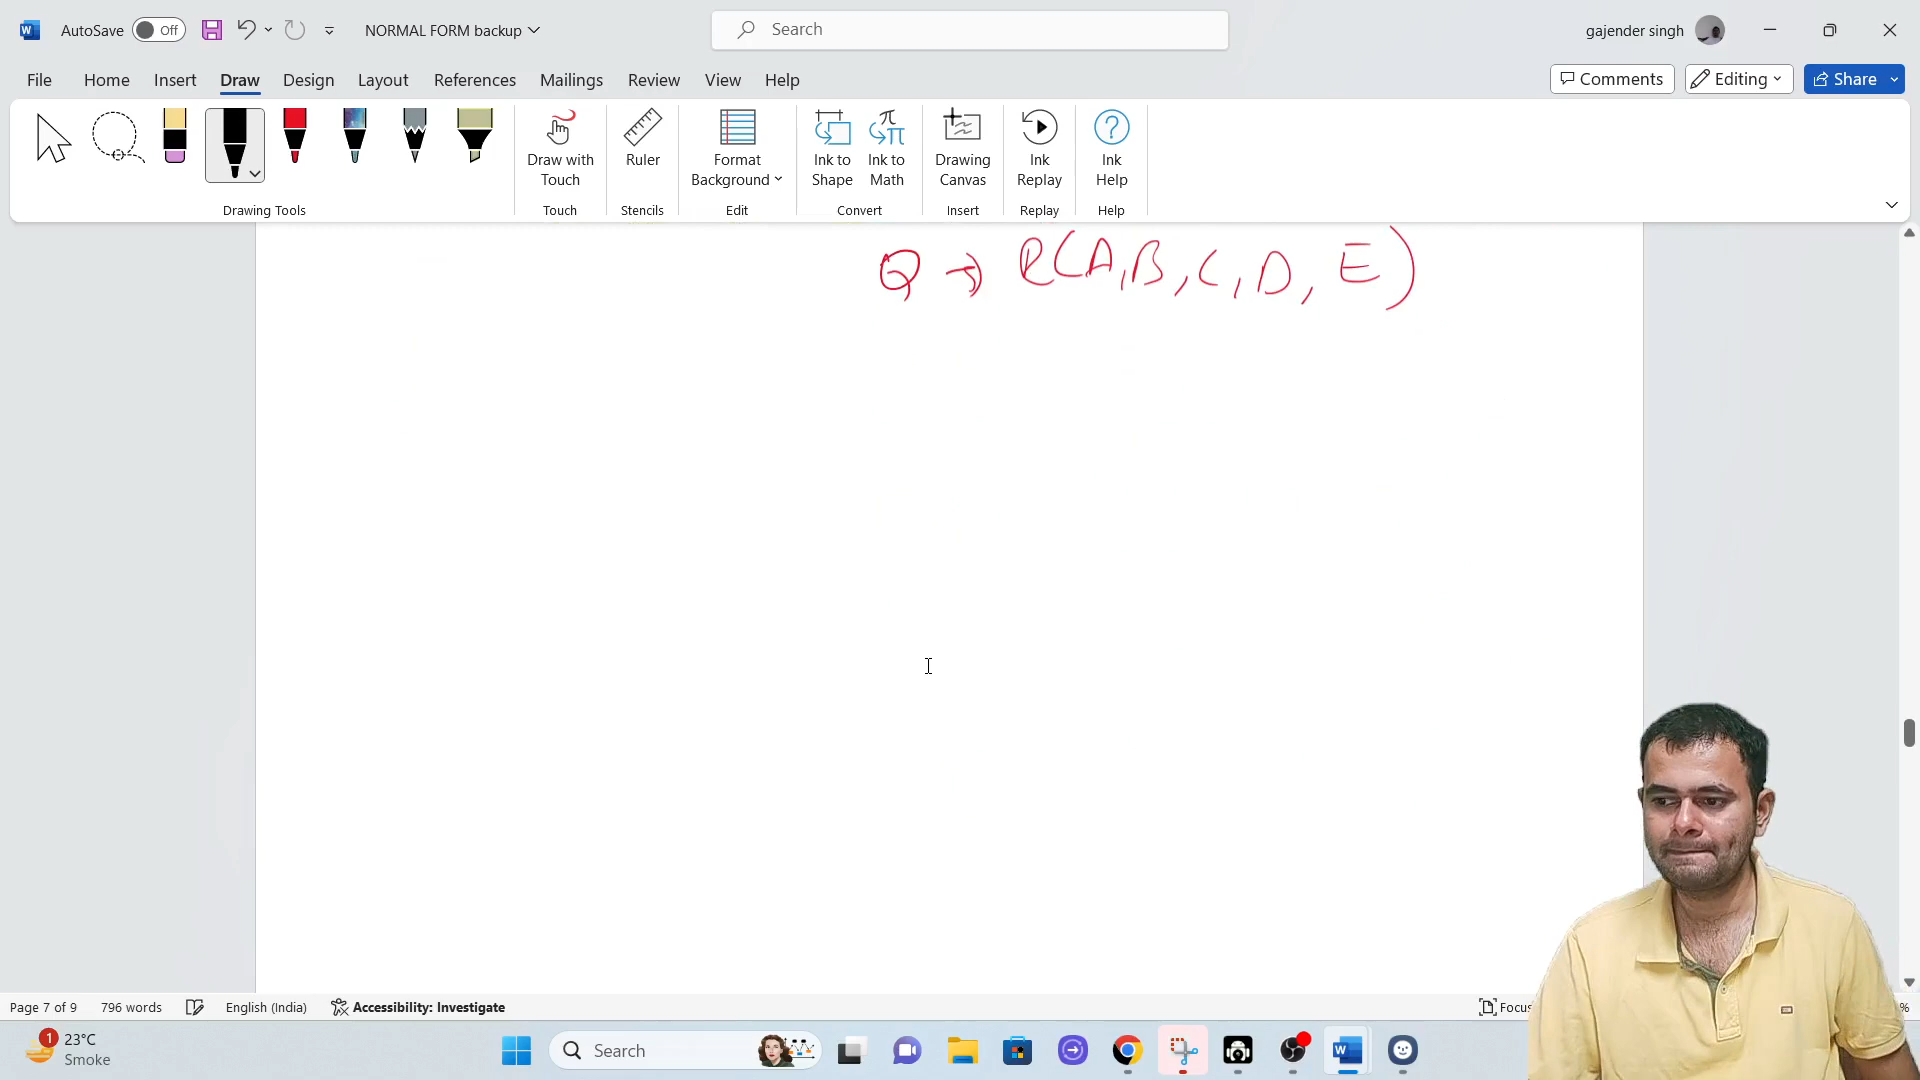 AutoSave Off NORMAL FORM backup Search gajender singh
File Home Insert Draw Design Layout References Mailings Review View Help Comments Editing Share
Draw with Touch Ruler Format Background Ink to Shape Ink to Math Drawing Canvas Ink Replay Ink Help
Drawing Tools Touch Stencils Edit Convert Insert Replay Help
Q → R(A,B,C,D,E)
Page 7 of 9 796 words English (India) Accessibility: Investigate
1 23°C Search
Smoke